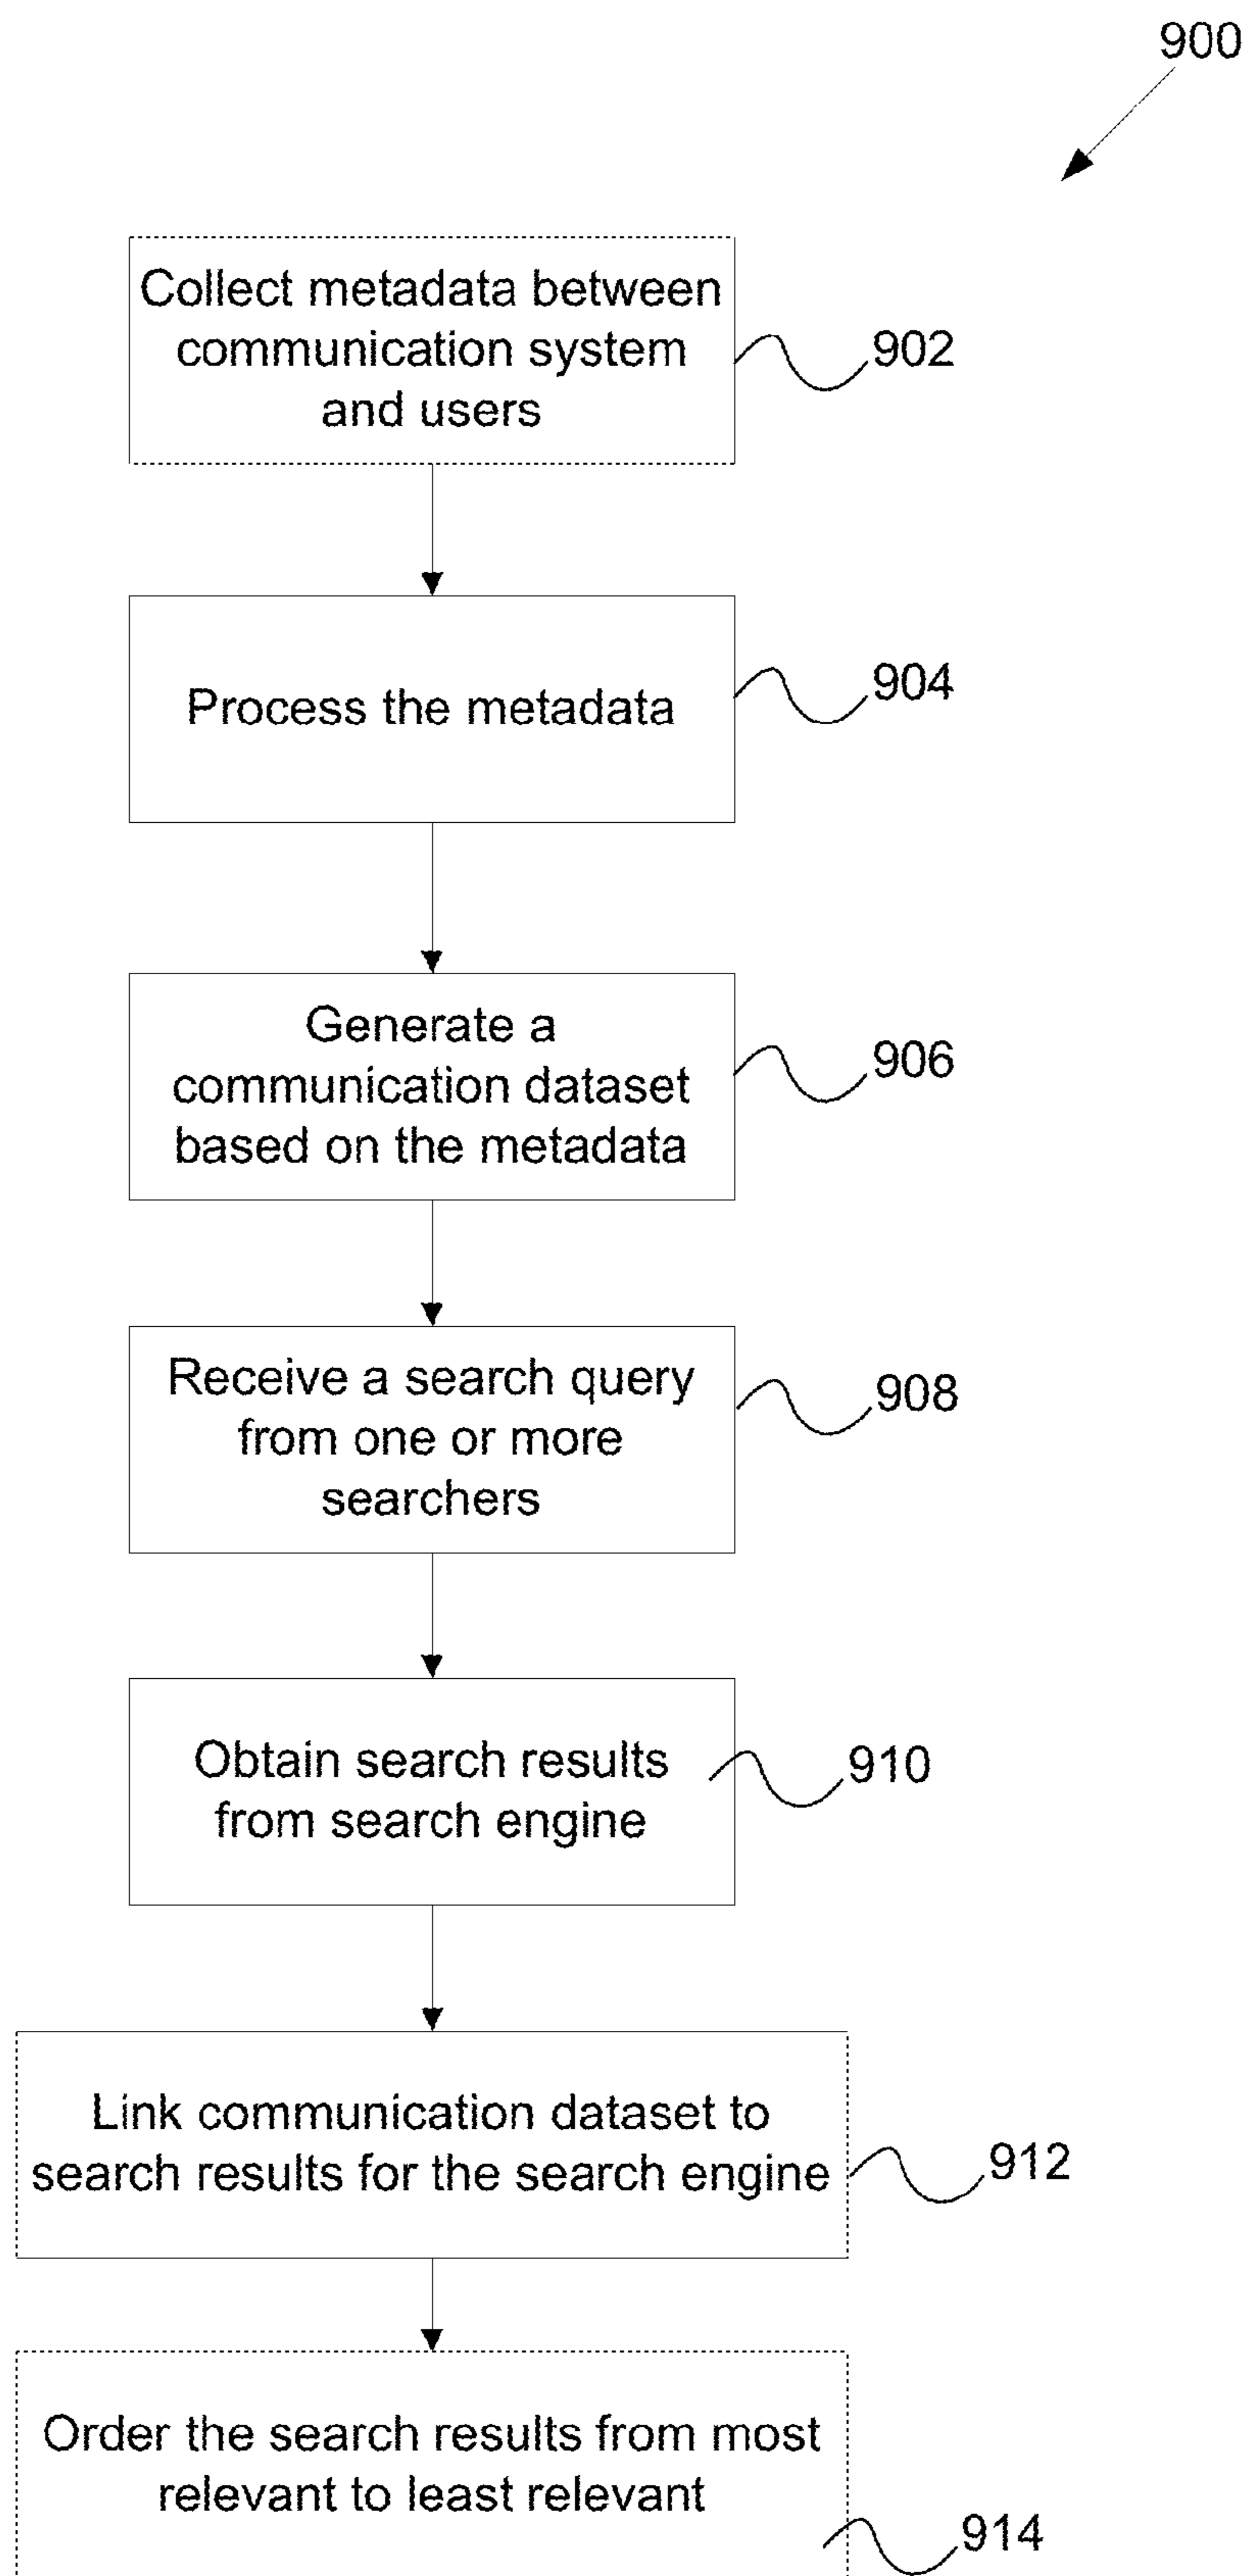 900
Collect metadata between
communication system
and users
902
Process the metadata
904
Generate a
communication dataset
based on the metadata
906
Receive a search query
from one or more
searchers
908
Obtain search results
from search engine
910
Link communication dataset to
search results for the search engine
912
Order the search results from most
relevant to least relevant
914